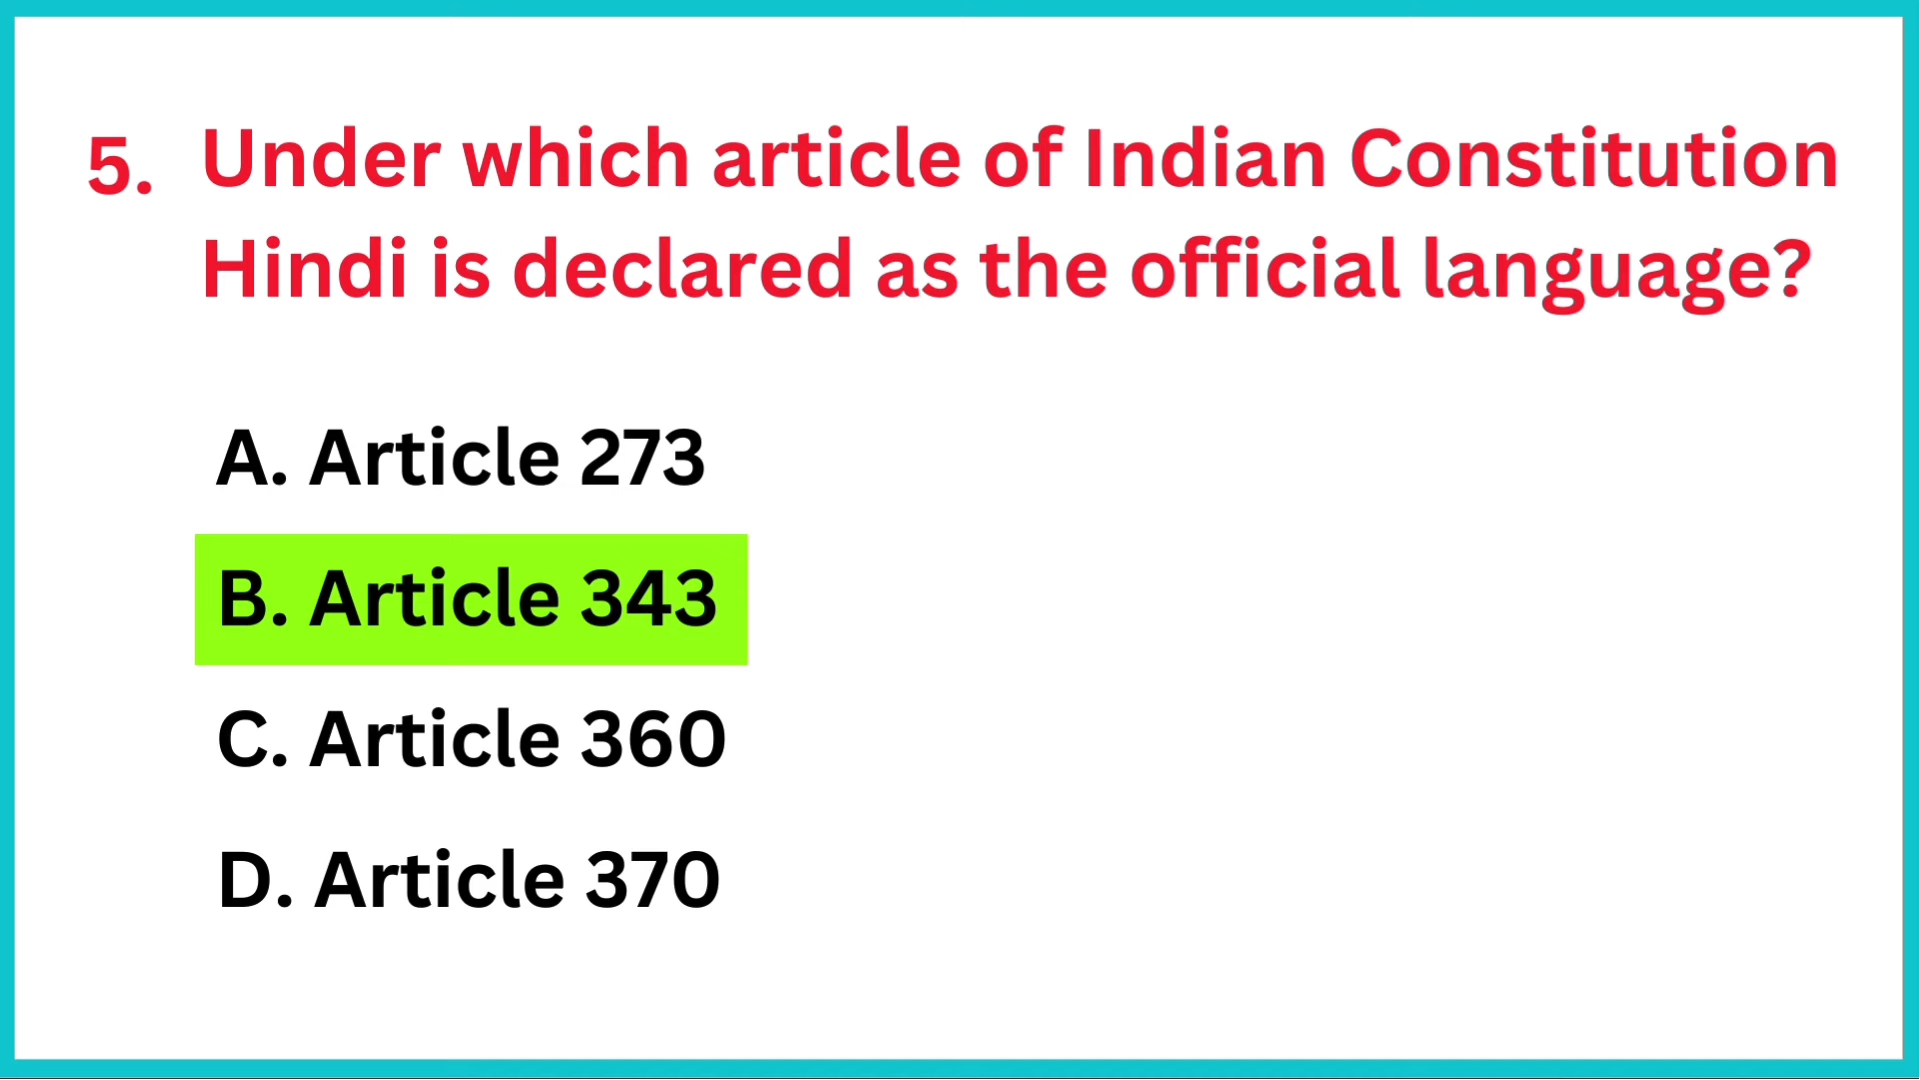 5. Under which article of Indian Constitution
Hindi is declared as the official language?
A. Article 273
B. Article 343
C. Article 360
D. Article 370